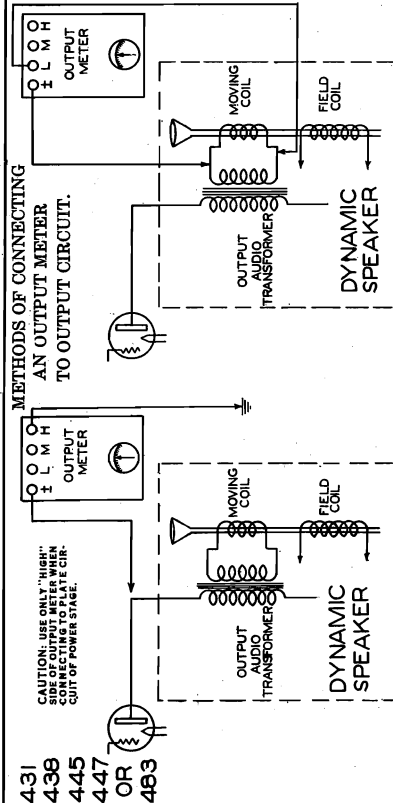 METHODS OF CONNECTING
AN OUTPUT METER
TO OUTPUT CIRCUIT.
431
438
445
447
OR
483
CAUTION: USE ONLY "HIGH"
SIDE OF OUTPUT METER WHEN
CONNECTING TO PLATE CIR-
CUIT OF POWER STAGE.
± L M H
OUTPUT
METER
MOVING
COIL
FIELD
COIL
OUTPUT
AUDIO
TRANSFORMER
DYNAMIC
SPEAKER
± L M H
OUTPUT
METER
MOVING
COIL
FIELD
COIL
OUTPUT
AUDIO
TRANSFORMER
DYNAMIC
SPEAKER